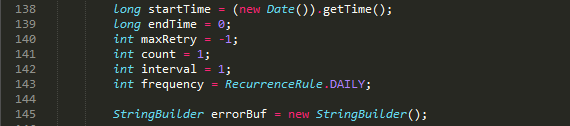 138 long startTime = (new Date()).getTime();
139 long endTime = 0;
140 int maxRetry = -1;
141 int count = 1;
142 int interval = 1;
143 int frequency = RecurrenceRule.DAILY;
144
145 StringBuilder errorBuf = new StringBuilder();